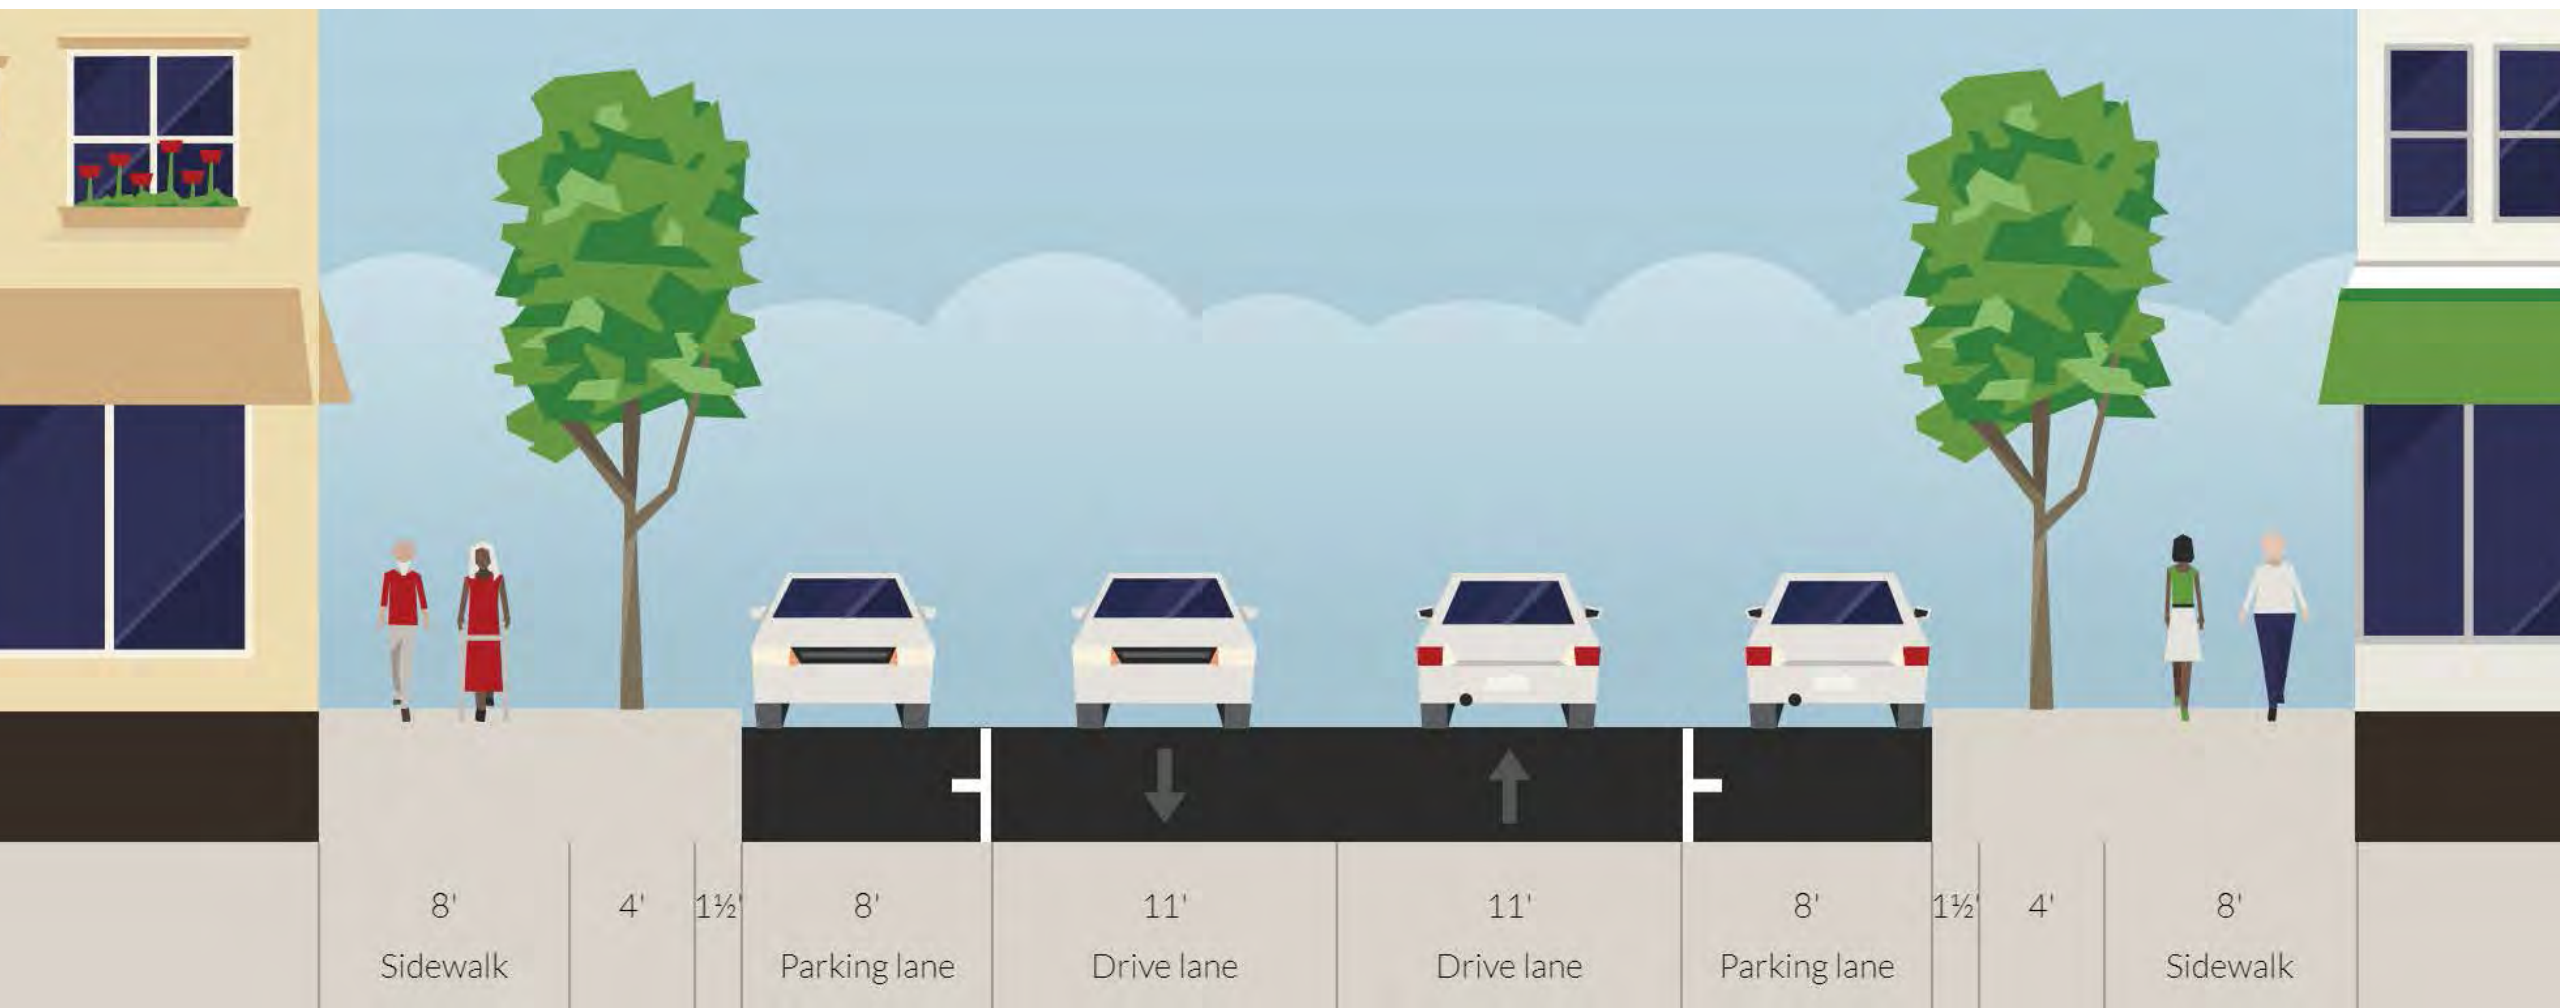 8' 4' 1½' 8' 11' 11' 8' 1½' 4' 8'
Sidewalk Parking lane Drive lane Drive lane Parking lane Sidewalk